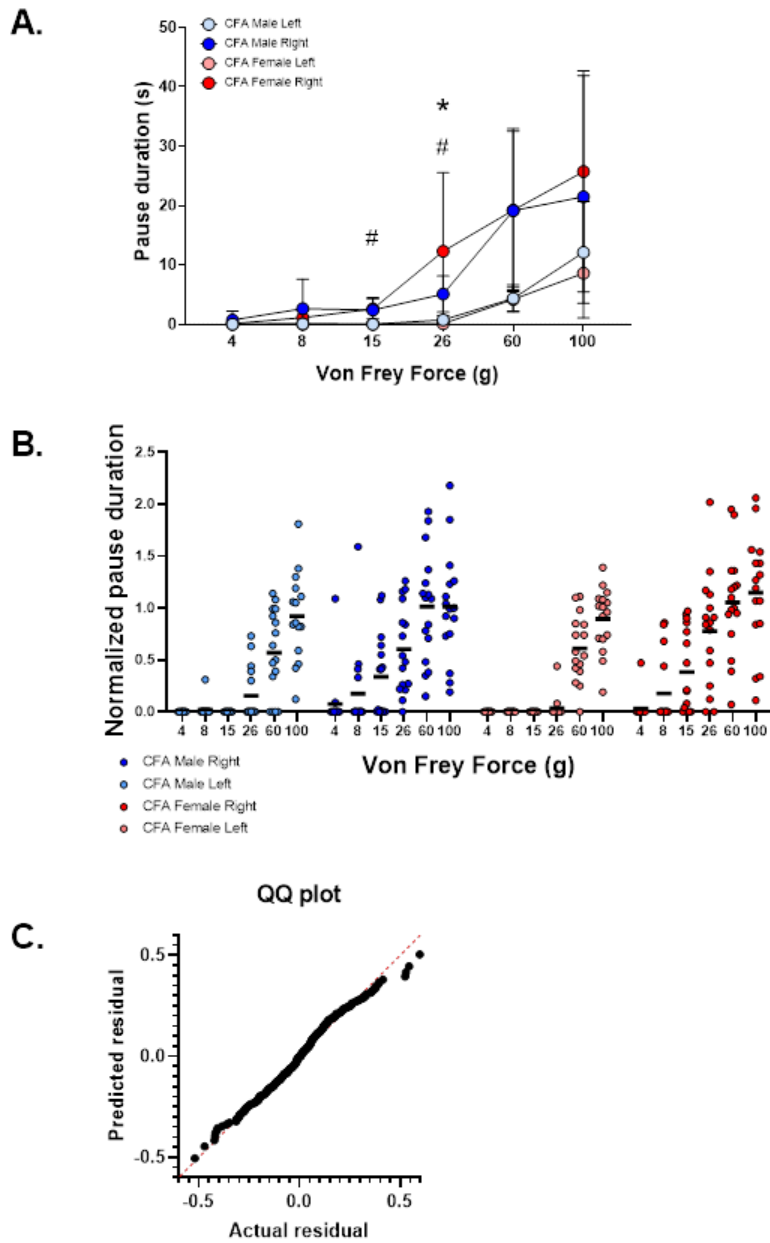 A.
CFA Male Left
CFA Male Right
CFA Female Left
CFA Female Right
Pause duration (s)
50
40
30
20
10
0
*
#
#
4 8 15 26 60 100
Von Frey Force (g)
B.
Normalized pause duration
2.5
2.0
1.5
1.0
0.5
0.0
4 8 15 26 60 100 4 8 15 26 60 100 4 8 15 26 60 100 4 8 15 26 60 100
Von Frey Force (g)
CFA Male Right
CFA Male Left
CFA Female Right
CFA Female Left
QQ plot
C.
Predicted residual
0.5
0.0
-0.5
-0.5 0.0 0.5
Actual residual